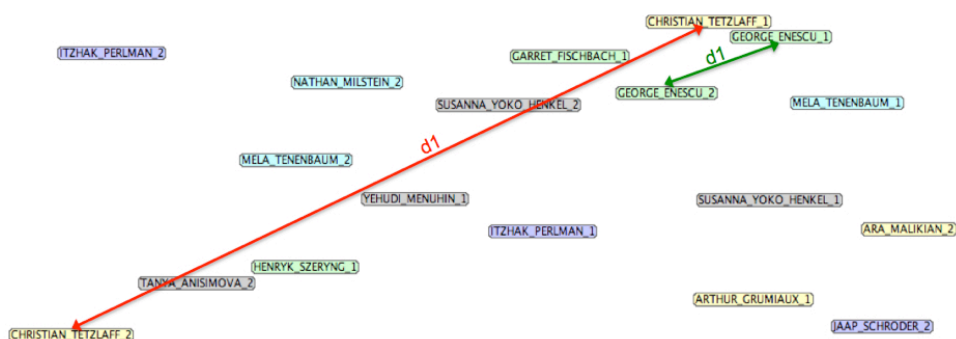 CHRISTIAN_TETZLAFF_1
GEORGE_ENESCU_1
ITZHAK_PERLMAN_2
GARRET_FISCHBACH_1
d1
NATHAN_MILSTEIN_2
GEORGE_ENESCU_2
SUSANNA_YOKO_HENKEL_2
MELA_TENENBAUM_1
d1
MELA_TENENBAUM_2
YEHUDI_MENUHIN_1
SUSANNA_YOKO_HENKEL_1
ITZHAK_PERLMAN_1
ARA_MALIKIAN_2
HENRYK_SZERYNG_1
TANYA_ANISIMOVA_2
ARTHUR_GRUMIAUX_1
JAAP_SCHRODER_2
CHRISTIAN_TETZLAFF_2